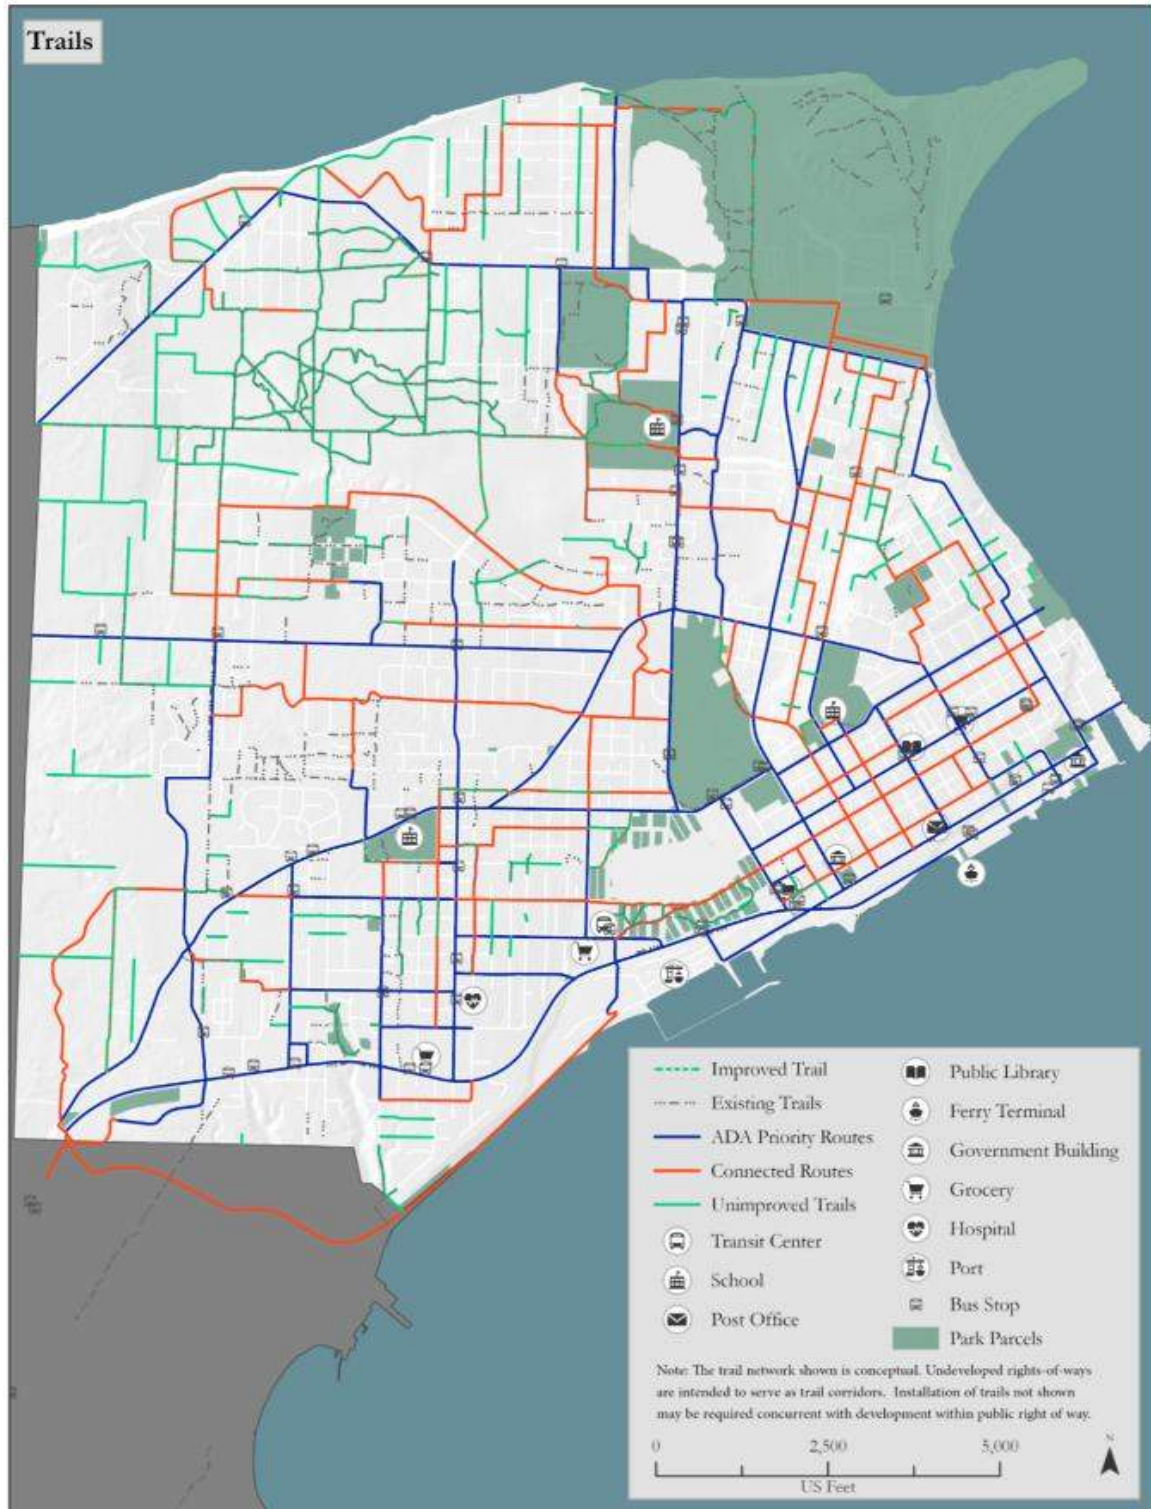 Trails
Improved Trail
Existing Trails
ADA Priority Routes
Connected Routes
Unimproved Trails
Transit Center
School
Post Office
Public Library
Ferry Terminal
Government Building
Grocery
Hospital
Port
Bus Stop
Park Parcels
Note: The trail network shown is conceptual. Undeveloped rights-of-ways
are intended to serve as trail corridors. Installation of trails not shown
may be required concurrent with development within public right of way.
0 2,500 5,000
US Feet
N